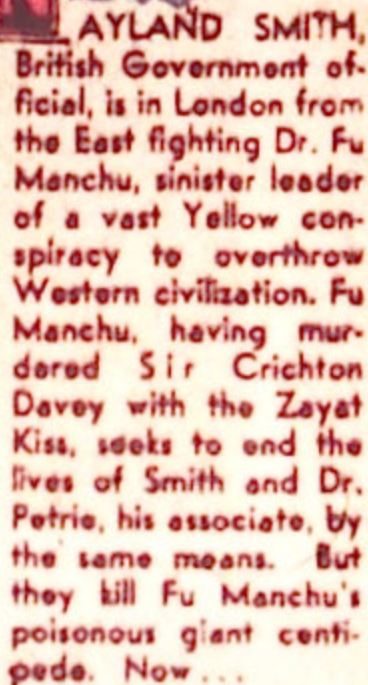 NAYLAND SMITH,
British Government of-
ficial, is in London from
the East fighting Dr. Fu
Manchu, sinister leader
of a vast Yellow con-
spiracy to overthrow
Western civilization. Fu
Manchu, having mur-
dered Sir Crichton
Davey with the Zayat
Kiss, seeks to end the
lives of Smith and Dr.
Petrie, his associate, by
the same means. But
they kill Fu Manchu's
poisonous giant centi-
pede. Now...